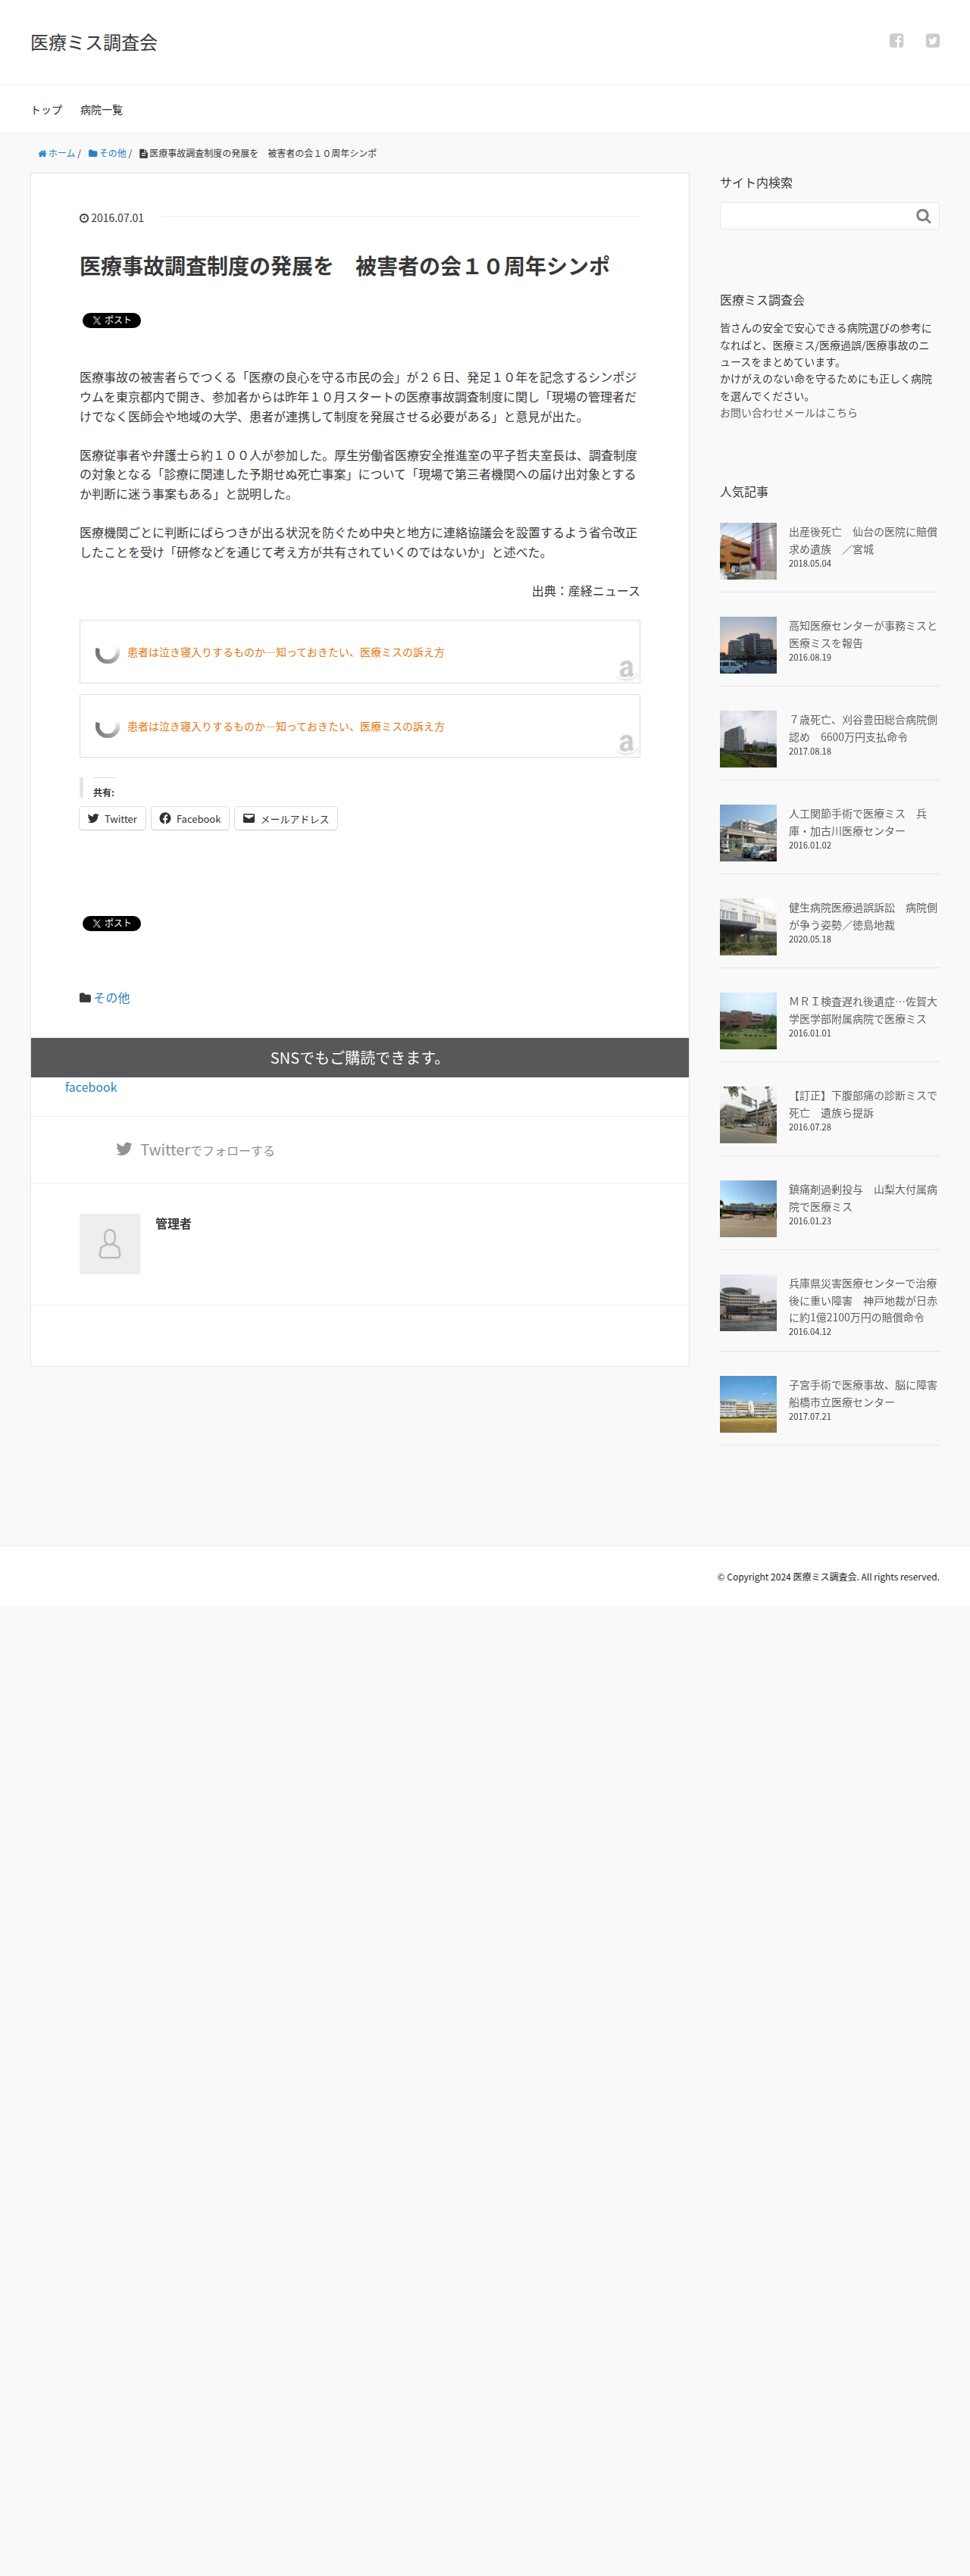 医療ミス調査会
トップ 病院一覧
ホーム / その他 / 医療事故調査制度の発展を　被害者の会１０周年シンポ
2016.07.01
医療事故調査制度の発展を　被害者の会１０周年シンポ
ポスト
医療事故の被害者らでつくる「医療の良心を守る市民の会」が２６日、発足１０年を記念するシンポジ
ウムを東京都内で開き、参加者からは昨年１０月スタートの医療事故調査制度に関し「現場の管理者だ
けでなく医師会や地域の大学、患者が連携して制度を発展させる必要がある」と意見が出た。
医療従事者や弁護士ら約１００人が参加した。厚生労働省医療安全推進室の平子哲夫室長は、調査制度
の対象となる「診療に関連した予期せぬ死亡事案」について「現場で第三者機関への届け出対象とする
か判断に迷う事案もある」と説明した。
医療機関ごとに判断にばらつきが出る状況を防ぐため中央と地方に連絡協議会を設置するよう省令改正
したことを受け「研修などを通じて考え方が共有されていくのではないか」と述べた。
出典：産経ニュース
患者は泣き寝入りするものか―知っておきたい、医療ミスの訴え方
a
患者は泣き寝入りするものか―知っておきたい、医療ミスの訴え方
a
共有:
Twitter Facebook メールアドレス
ポスト
その他
SNSでもご購読できます。
facebook
Twitterでフォローする
管理者
サイト内検索
医療ミス調査会
皆さんの安全で安心できる病院選びの参考に
なればと、医療ミス/医療過誤/医療事故のニ
ュースをまとめています。
かけがえのない命を守るためにも正しく病院
を選んでください。
お問い合わせメールはこちら
人気記事
出産後死亡　仙台の医院に賠償
求め遺族　／宮城
2018.05.04
高知医療センターが事務ミスと
医療ミスを報告
2016.08.19
７歳死亡、刈谷豊田総合病院側
認め　6600万円支払命令
2017.08.18
人工関節手術で医療ミス　兵
庫・加古川医療センター
2016.01.02
健生病院医療過誤訴訟　病院側
が争う姿勢／徳島地裁
2020.05.18
ＭＲＩ検査遅れ後遺症…佐賀大
学医学部附属病院で医療ミス
2016.01.01
【訂正】下腹部痛の診断ミスで
死亡　遺族ら提訴
2016.07.28
鎮痛剤過剰投与　山梨大付属病
院で医療ミス
2016.01.23
兵庫県災害医療センターで治療
後に重い障害　神戸地裁が日赤
に約1億2100万円の賠償命令
2016.04.12
子宮手術で医療事故、脳に障害
船橋市立医療センター
2017.07.21
© Copyright 2024 医療ミス調査会. All rights reserved.